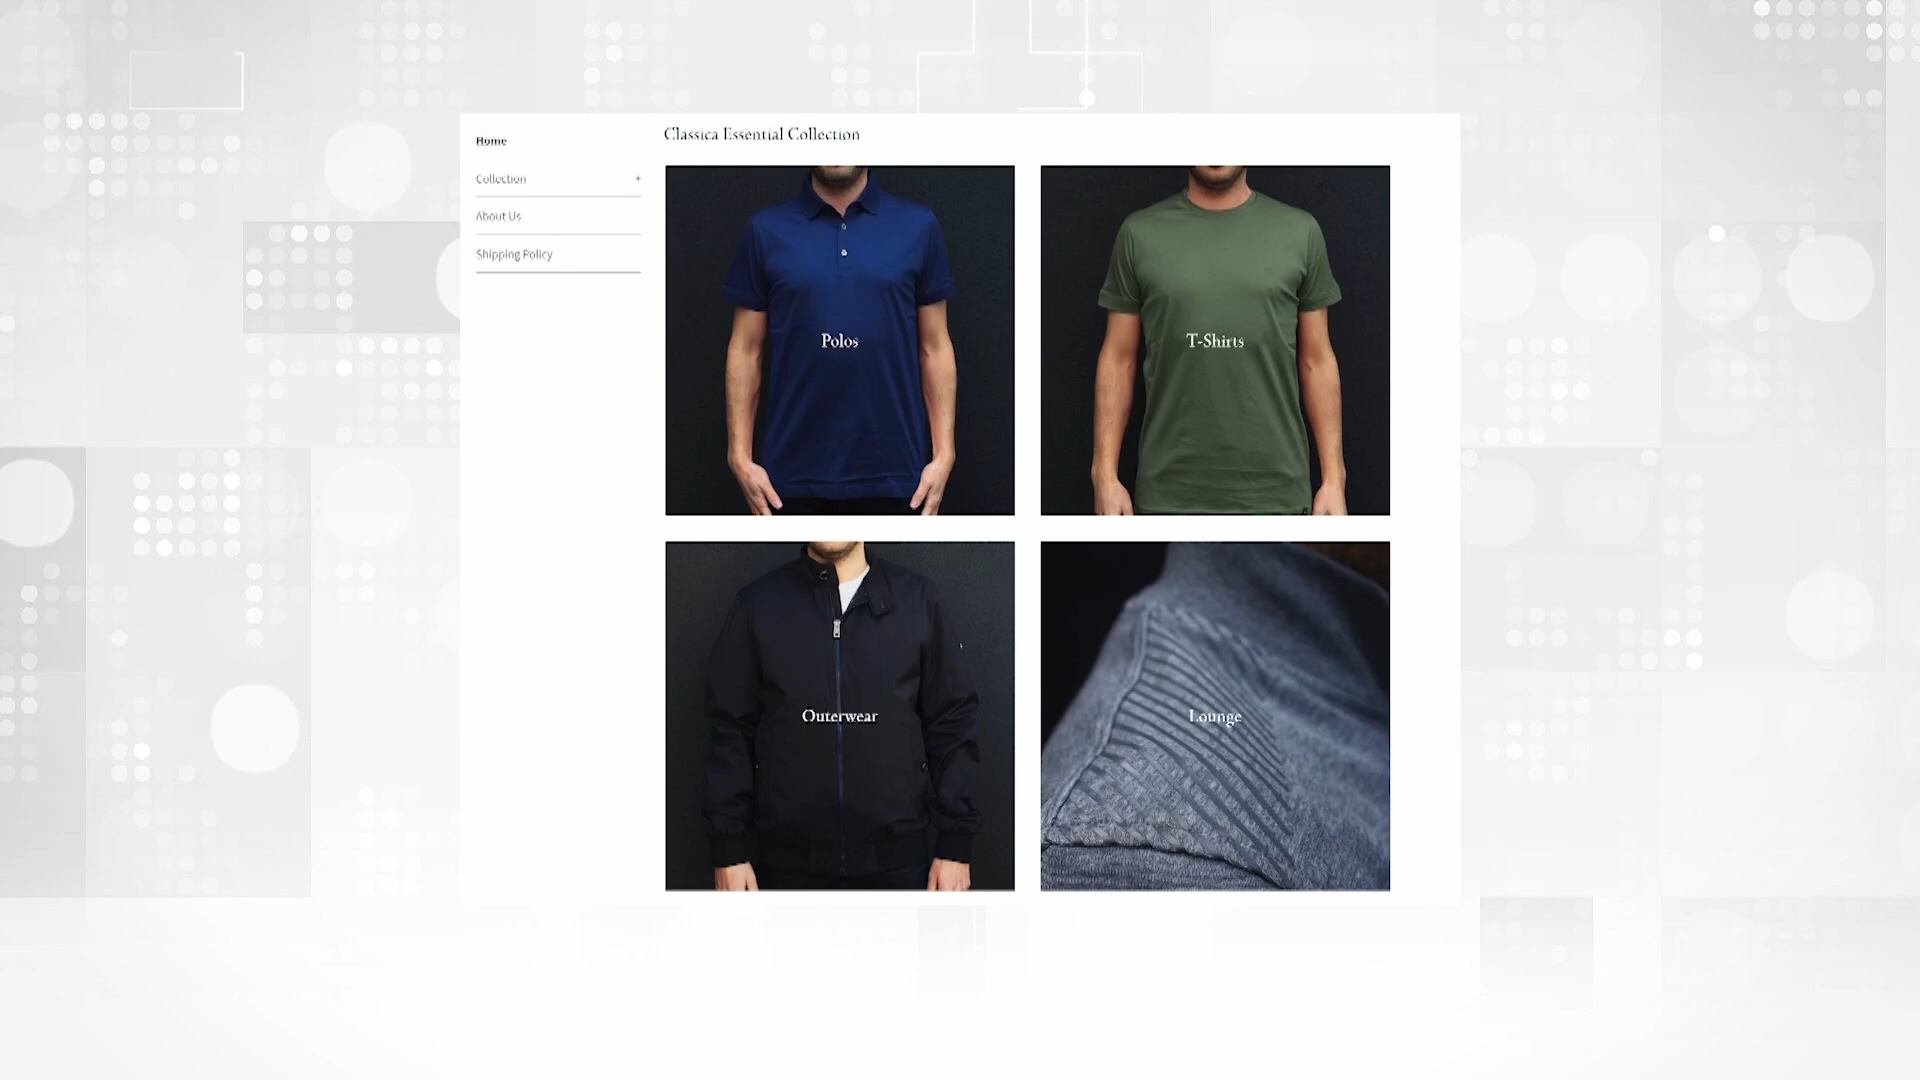 Home
Collection +
About Us
Shipping Policy
Classica Essential Collection
Polos
T-Shirts
Outerwear
Lounge